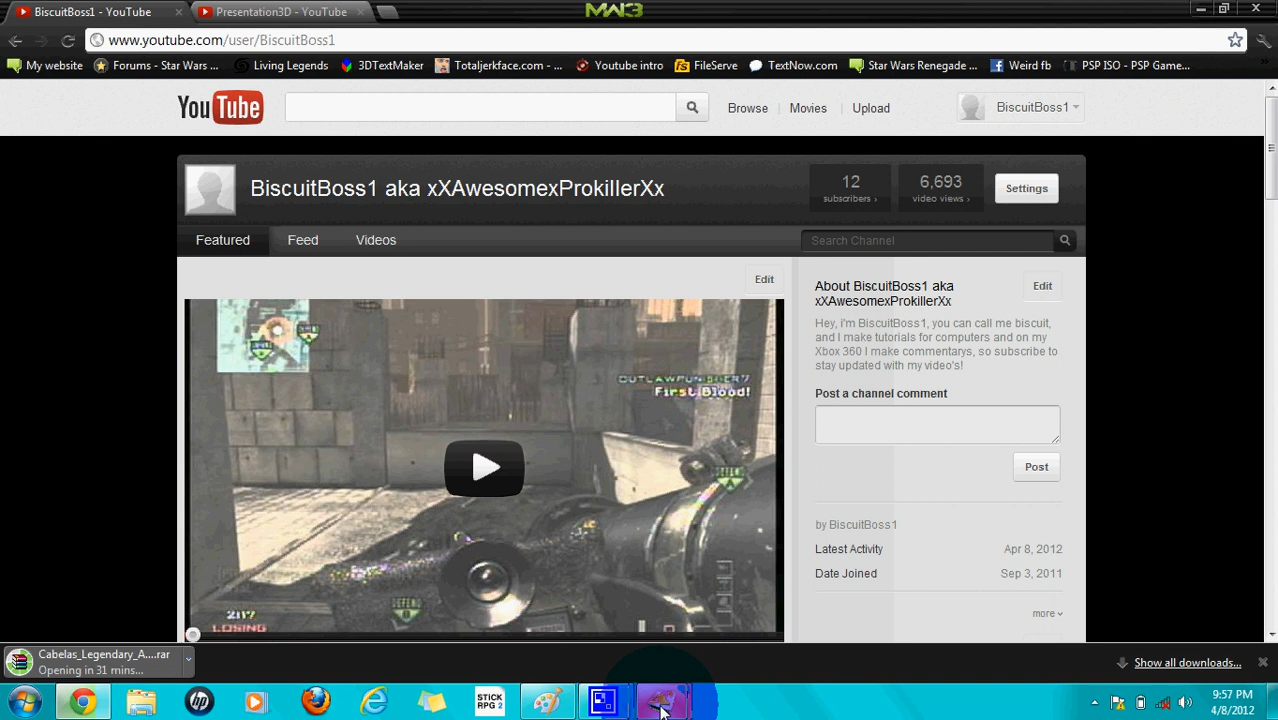 BiscuitBoss1 - YouTube
Presentation3D - YouTube
MW3
www.youtube.com/user/BiscuitBoss1
My website
Forums - Star Wars ...
Living Legends
3DTextMaker
Totaljerkface.com - ...
Youtube intro
FileServe
TextNow.com
Star Wars Renegade ...
Weird fb
PSP ISO - PSP Game...
YouTube
Browse
Movies
Upload
BiscuitBoss1
BiscuitBoss1 aka xXAwesomexProkillerXx
12
subscribers ›
6,693
video views ›
Settings
Featured
Feed
Videos
Search Channel
Edit
OUTLAWPUNISHER7
First Blood!
DEFEND
2:17
LOSING
About BiscuitBoss1 aka
xXAwesomexProkillerXx
Edit
Hey, i'm BiscuitBoss1, you can call me biscuit,
and I make tutorials for computers and on my
Xbox 360 I make commentarys, so subscribe to
stay updated with my video's!
Post a channel comment
Post
by BiscuitBoss1
Latest Activity
Apr 8, 2012
Date Joined
Sep 3, 2011
more
Cabelas_Legendary_A....rar
Opening in 31 mins...
Show all downloads...
hp
STICK
RPG 2
9:57 PM
4/8/2012